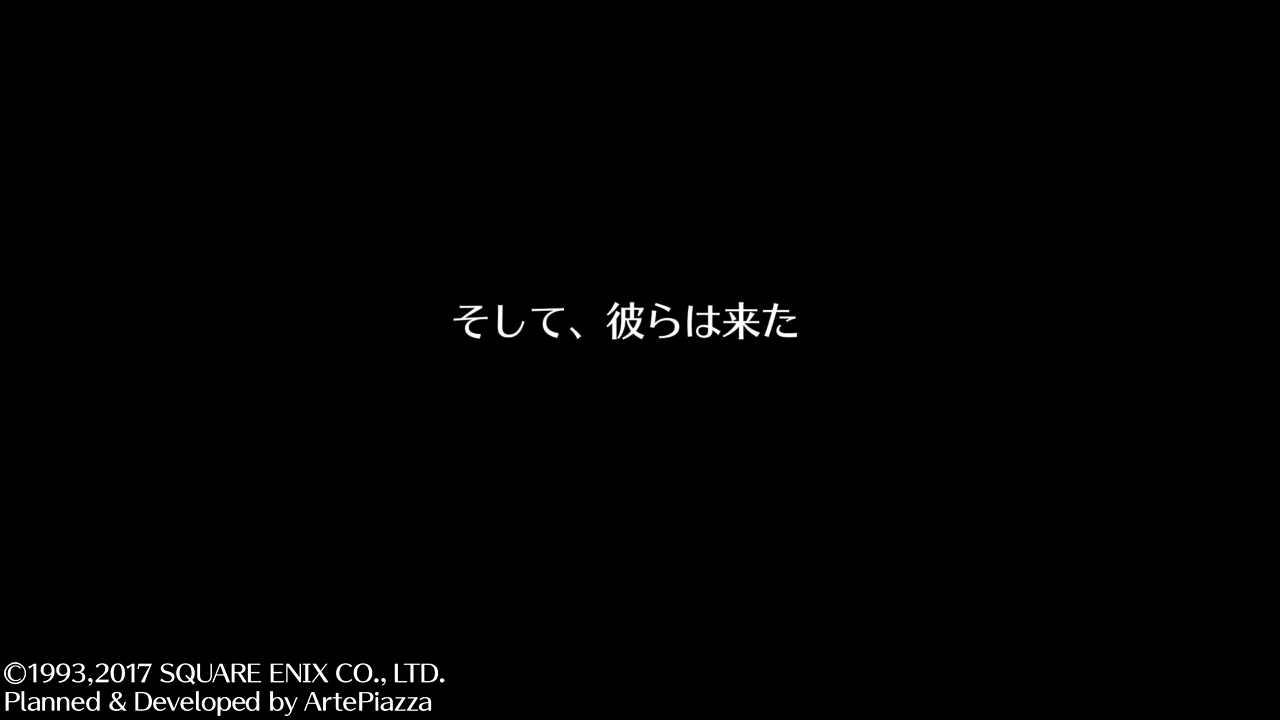 そして、彼らは来た
©1993,2017 SQUARE ENIX CO., LTD.
Planned & Developed by ArtePiazza